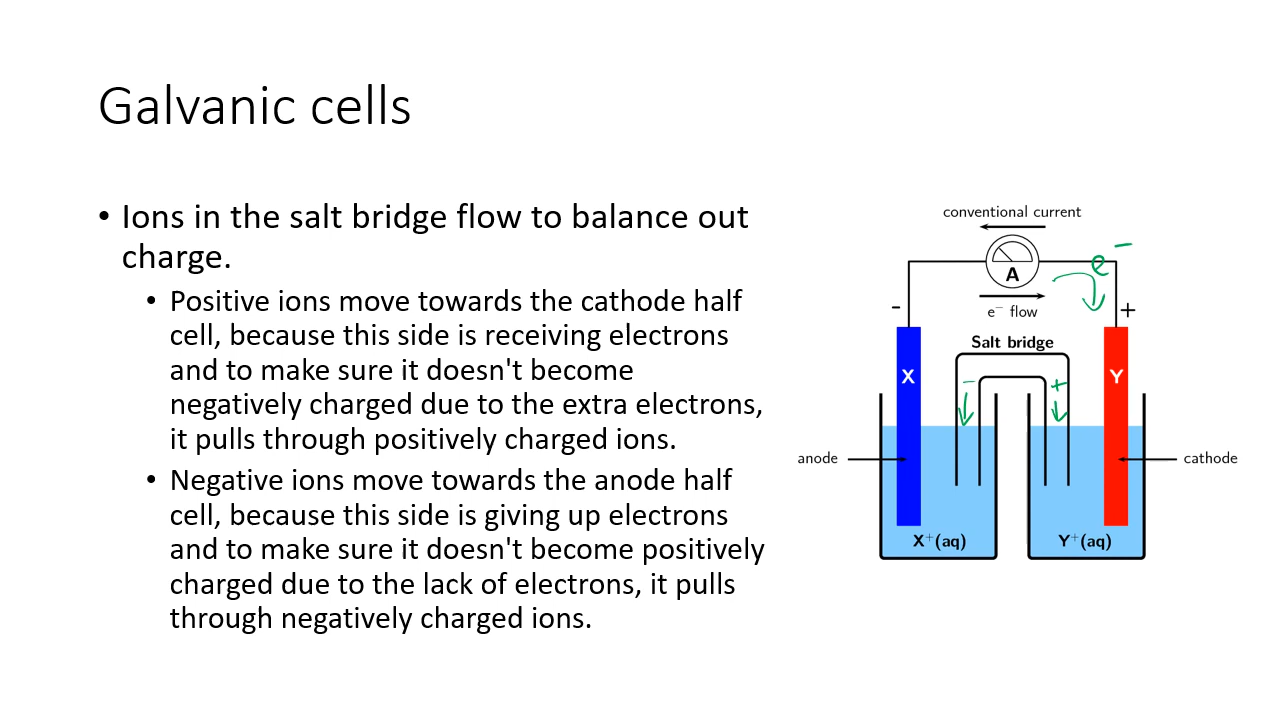 Galvanic cells
• Ions in the salt bridge flow to balance out
charge.
• Positive ions move towards the cathode half
cell, because this side is receiving electrons
and to make sure it doesn't become
negatively charged due to the extra electrons,
it pulls through positively charged ions.
• Negative ions move towards the anode half
cell, because this side is giving up electrons
and to make sure it doesn't become positively
charged due to the lack of electrons, it pulls
through negatively charged ions.
conventional current
A
e⁻
e⁻ flow
-
+
Salt bridge
X
-
+
Y
anode
cathode
X⁺(aq)
Y⁺(aq)